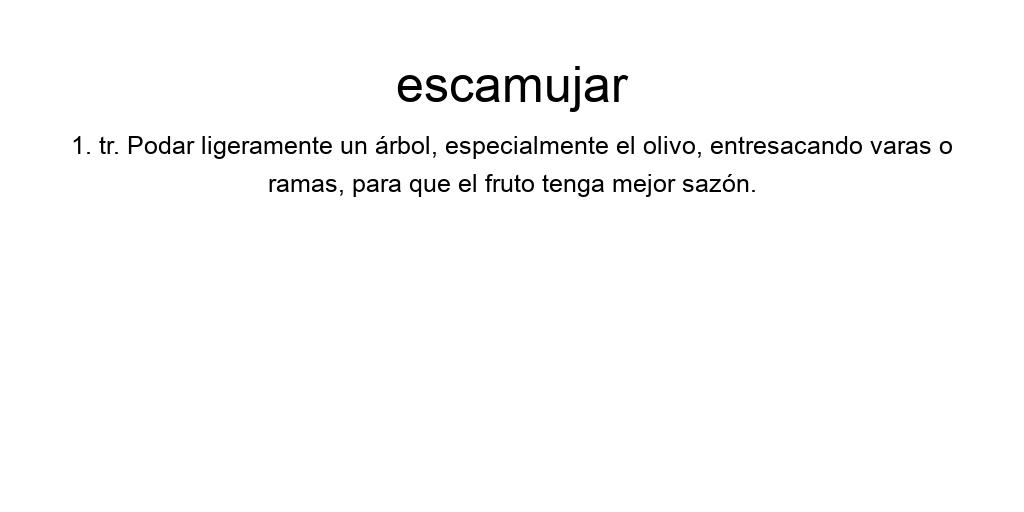 escamujar
1. tr. Podar ligeramente un árbol, especialmente el olivo, entresacando varas o
ramas, para que el fruto tenga mejor sazón.